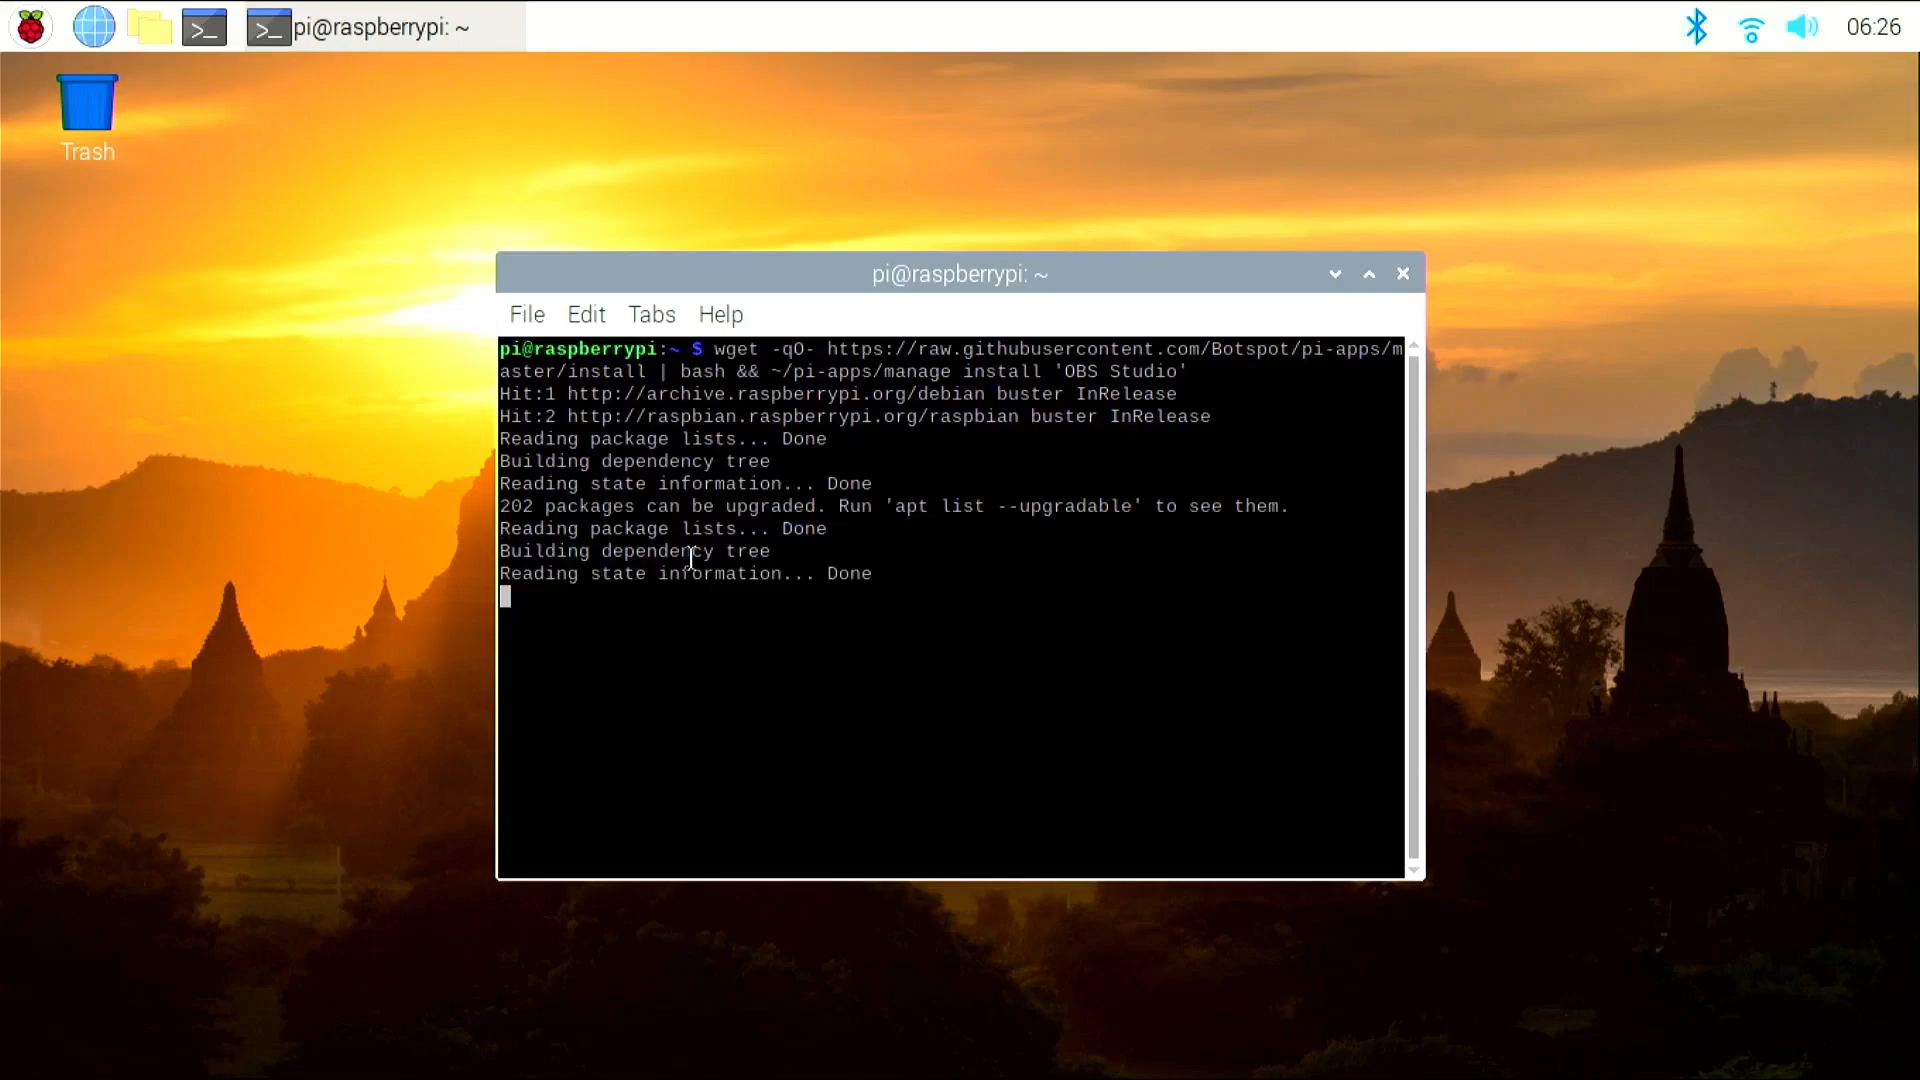 pi@raspberrypi: ~
06:26
Trash
pi@raspberrypi: ~
File Edit Tabs Help
pi@raspberrypi:~ $ wget -qO- https://raw.githubusercontent.com/Botspot/pi-apps/m
aster/install | bash && ~/pi-apps/manage install 'OBS Studio'
Hit:1 http://archive.raspberrypi.org/debian buster InRelease
Hit:2 http://raspbian.raspberrypi.org/raspbian buster InRelease
Reading package lists... Done
Building dependency tree
Reading state information... Done
202 packages can be upgraded. Run 'apt list --upgradable' to see them.
Reading package lists... Done
Building dependency tree
Reading state information... Done